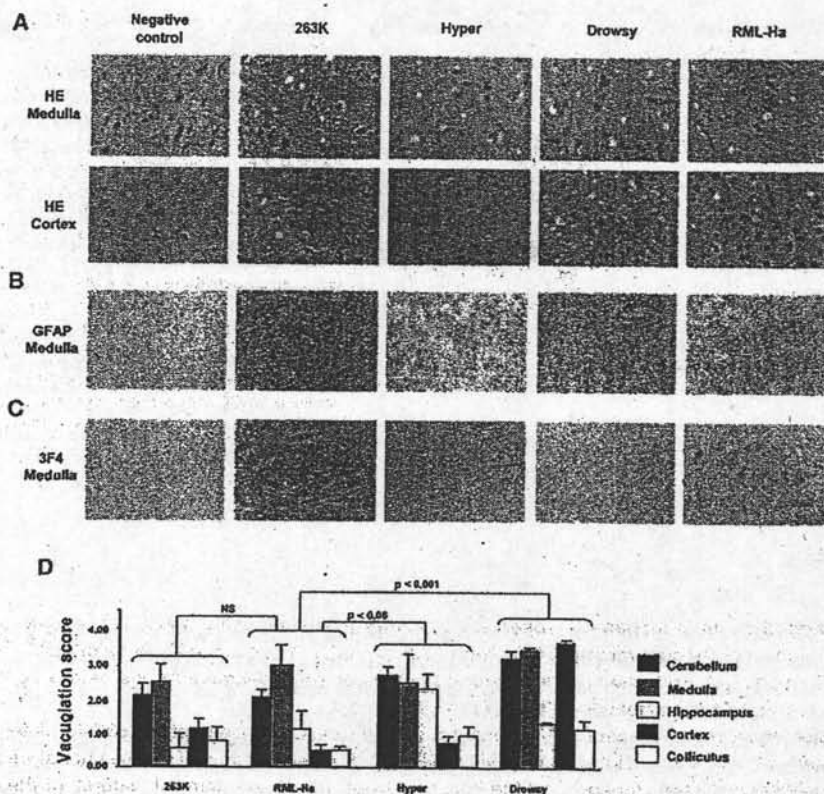 A
Negative control
263K
Hyper
Drowsy
RML-Ha
HE Medulla
HE Cortex
B
GFAP Medulla
C
3F4 Medulla
D
p < 0,001
NS
p < 0,05
Vacuqlation score
4.00
3.00
2.00
1.00
0.00
Cerebellum
Medulla
Hippocampus
Cortex
Colliculus
263K
RML-Ha
Hyper
Drowsy